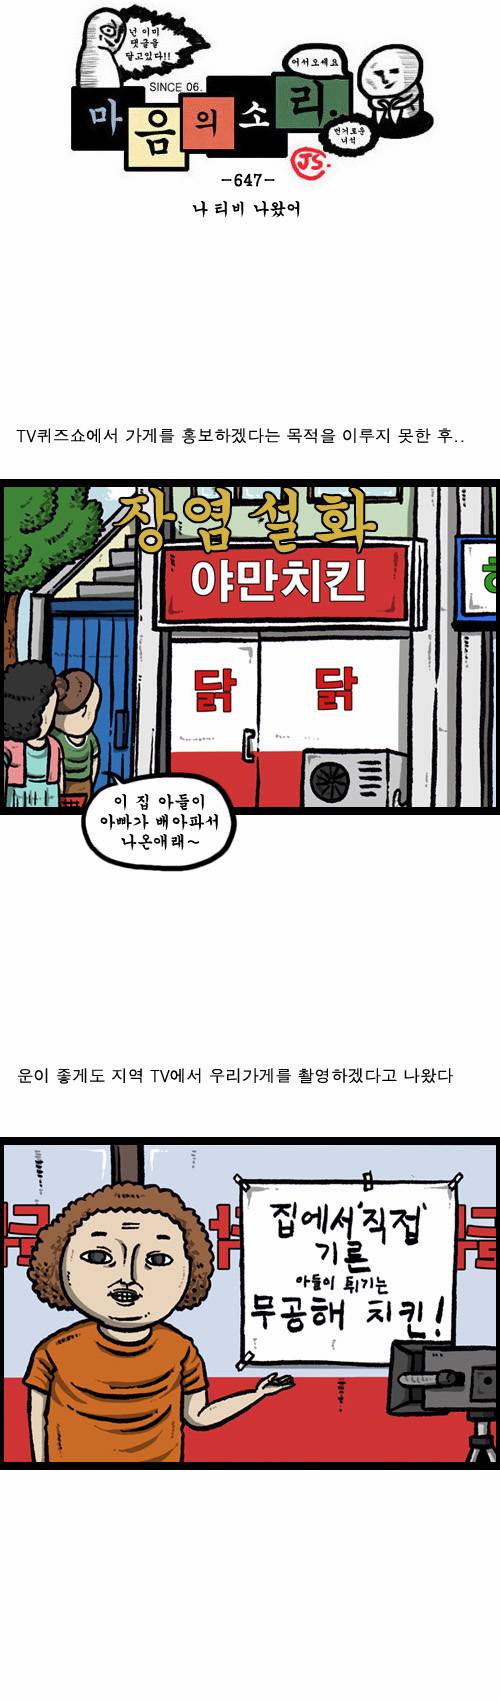 넌 이미
댓글을
달고있다!!
어서오세요
SINCE 06.
마음의소리.
번거로운
녀석
JS.
-647-
나 티비 나왔어
TV퀴즈쇼에서 가게를 홍보하겠다는 목적을 이루지 못한 후..
장염설화
야만치킨
닭 닭
이 집 아들이
아빠가 배아파서
나온애래~
운이 좋게도 지역 TV에서 우리가게를 촬영하겠다고 나왔다
집에서 '직접'
기른
아들이 튀기는
무공해 치킨!